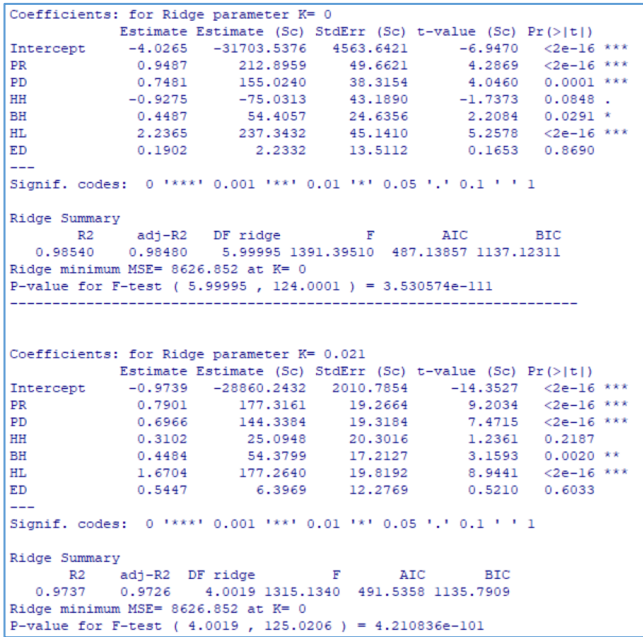 Coefficients: for Ridge parameter K= 0
Estimate Estimate (Sc) StdErr (Sc) t-value (Sc) Pr(>|t|)
Intercept -4.0265 -31703.5376 4563.6421 -6.9470 <2e-16 ***
PR 0.9487 212.8959 49.6621 4.2869 <2e-16 ***
PD 0.7481 155.0240 38.3154 4.0460 0.0001 ***
HH -0.9275 -75.0313 43.1890 -1.7373 0.0848 .
BH 0.4487 54.4057 24.6356 2.2084 0.0291 *
HL 2.2365 237.3432 45.1410 5.2578 <2e-16 ***
ED 0.1902 2.2332 13.5112 0.1653 0.8690
---
Signif. codes: 0 '***' 0.001 '**' 0.01 '*' 0.05 '.' 0.1 ' ' 1
Ridge Summary
R2 adj-R2 DF ridge F AIC BIC
0.98540 0.98480 5.99995 1391.39510 487.13857 1137.12311
Ridge minimum MSE= 8626.852 at K= 0
P-value for F-test ( 5.99995 , 124.0001 ) = 3.530574e-111
-------------------------------------------------------------------
Coefficients: for Ridge parameter K= 0.021
Estimate Estimate (Sc) StdErr (Sc) t-value (Sc) Pr(>|t|)
Intercept -0.9739 -28860.2432 2010.7854 -14.3527 <2e-16 ***
PR 0.7901 177.3161 19.2664 9.2034 <2e-16 ***
PD 0.6966 144.3384 19.3184 7.4715 <2e-16 ***
HH 0.3102 25.0948 20.3016 1.2361 0.2187
BH 0.4484 54.3799 17.2127 3.1593 0.0020 **
HL 1.6704 177.2640 19.8192 8.9441 <2e-16 ***
ED 0.5447 6.3969 12.2769 0.5210 0.6033
---
Signif. codes: 0 '***' 0.001 '**' 0.01 '*' 0.05 '.' 0.1 ' ' 1
Ridge Summary
R2 adj-R2 DF ridge F AIC BIC
0.9737 0.9726 4.0019 1315.1340 491.5358 1135.7909
Ridge minimum MSE= 8626.852 at K= 0
P-value for F-test ( 4.0019 , 125.0206 ) = 4.210836e-101